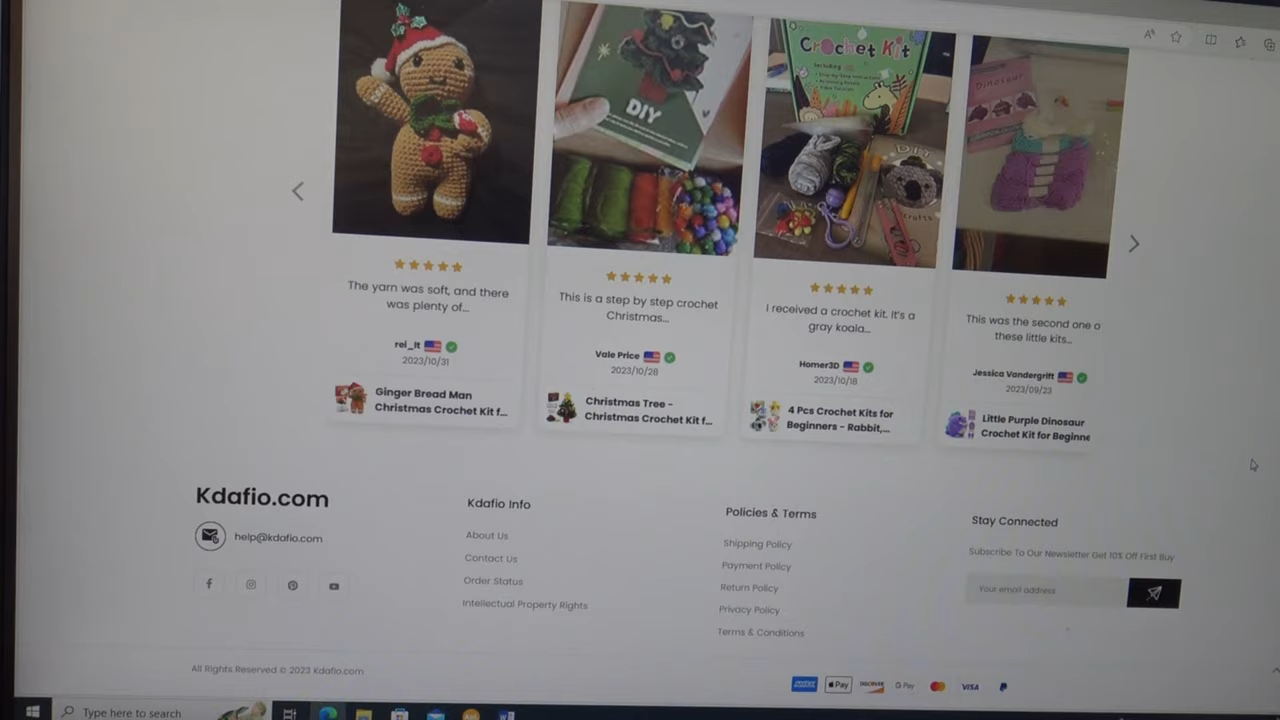 Crochet Kit
Including
DIY
Dinosaur
DIY
crafts
The yarn was soft, and there
was plenty of...
rei_lt
2023/10/31
Ginger Bread Man
Christmas Crochet Kit f...
This is a step by step crochet
Christmas...
Vale Price
2023/10/28
Christmas Tree -
Christmas Crochet Kit f...
I received a crochet kit. It's a
gray koala...
Homer3D
2023/10/18
4 Pcs Crochet Kits for
Beginners - Rabbit,...
This was the second one o
these little kits...
Jessica Vandergrift
2023/09/23
Little Purple Dinosaur
Crochet Kit for Beginne
Kdafio.com
help@kdafio.com
Kdafio Info
About Us
Contact Us
Order Status
Intellectual Property Rights
Policies & Terms
Shipping Policy
Payment Policy
Return Policy
Privacy Policy
Terms & Conditions
Stay Connected
Subscribe To Our Newsletter Get 10% Off First Buy
Your email address
All Rights Reserved © 2023 Kdafio.com
Pay
DISCOVER
G Pay
VISA
Type here to search